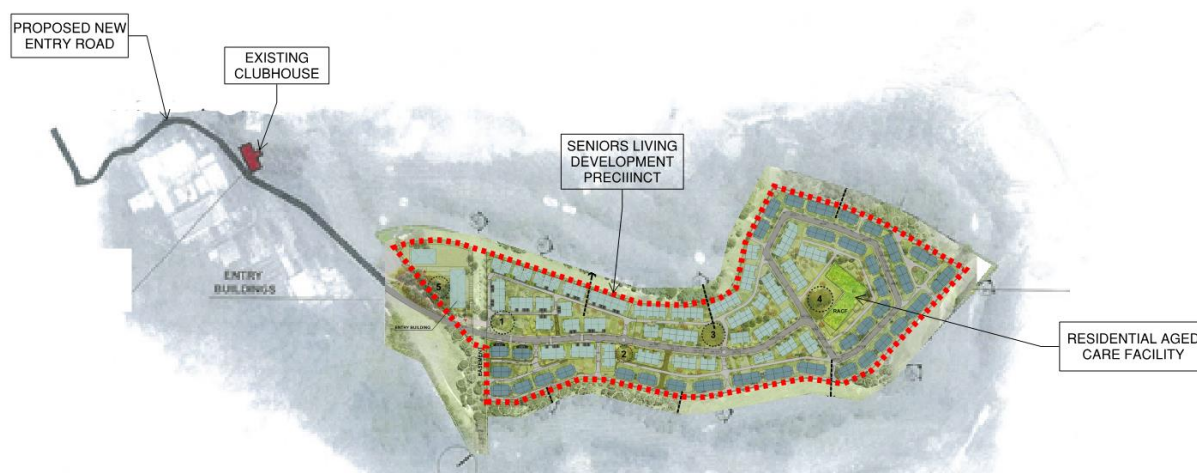 PROPOSED NEW
ENTRY ROAD
EXISTING
CLUBHOUSE
SENIORS LIVING
DEVELOPMENT
PRECIIINCT
ENTRY
BUILDINGS
5
ENTRY BUILDING
EASEMENT
2
3
4
RACF
RESIDENTIAL AGED
CARE FACILITY